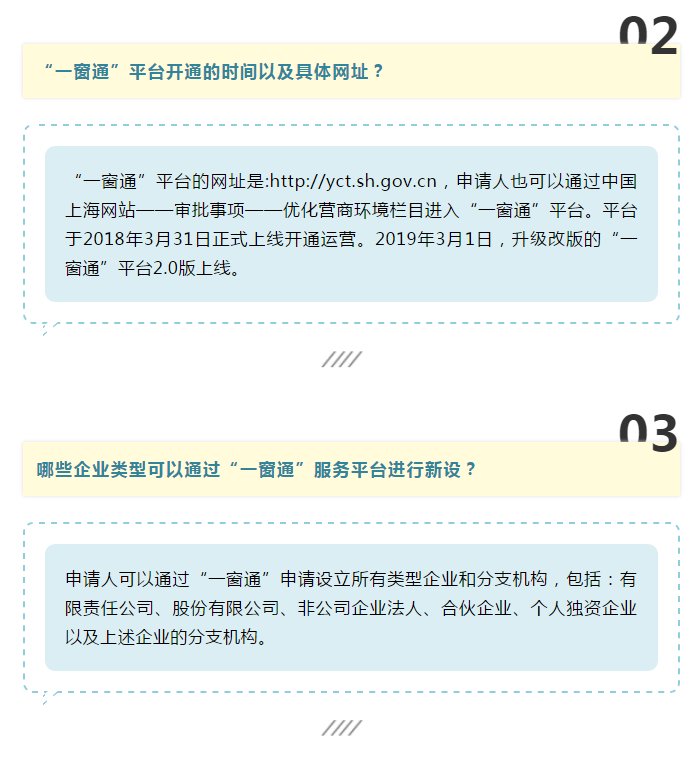 02
“一窗通”平台开通的时间以及具体网址？
“一窗通”平台的网址是:http://yct.sh.gov.cn，申请人也可以通过中国
上海网站——审批事项——优化营商环境栏目进入“一窗通”平台。平台
于2018年3月31日正式上线开通运营。2019年3月1日，升级改版的“一
窗通”平台2.0版上线。
03
哪些企业类型可以通过“一窗通”服务平台进行新设？
申请人可以通过“一窗通”申请设立所有类型企业和分支机构，包括：有
限责任公司、股份有限公司、非公司企业法人、合伙企业、个人独资企业
以及上述企业的分支机构。